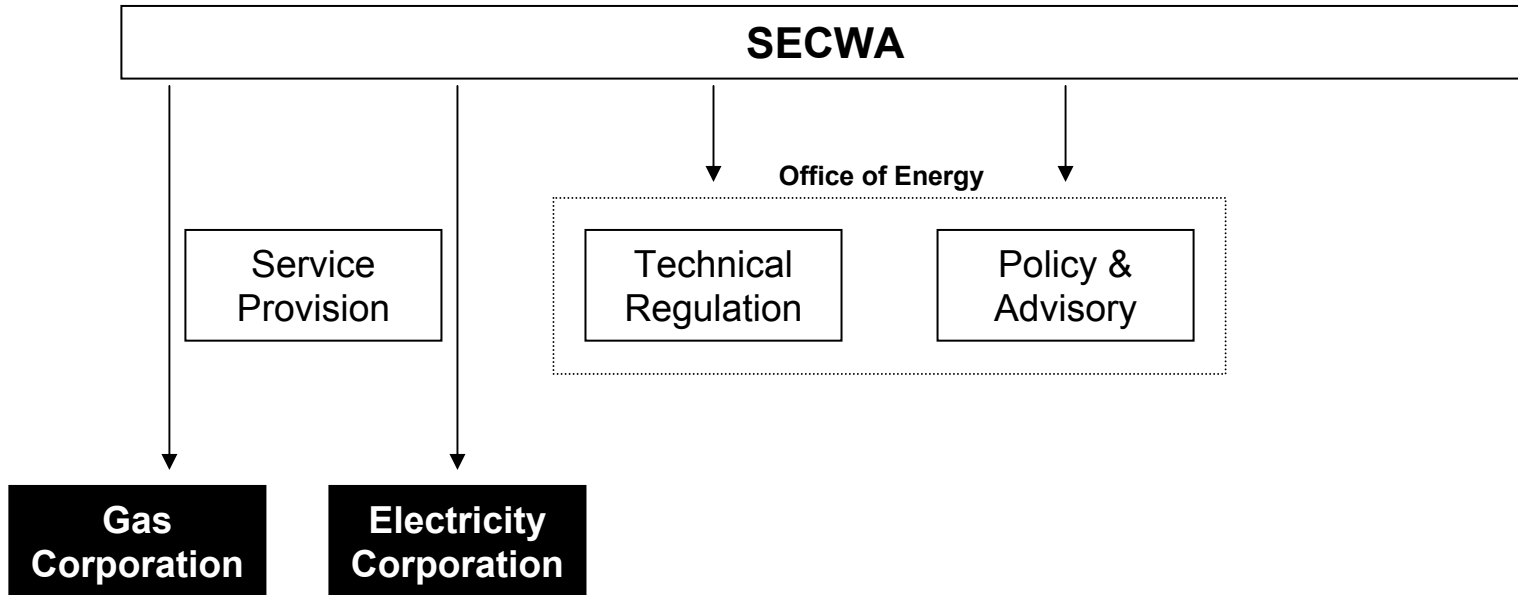 SECWA
Office of Energy
Service
Provision
Technical
Regulation
Policy &
Advisory
Gas
Corporation
Electricity
Corporation